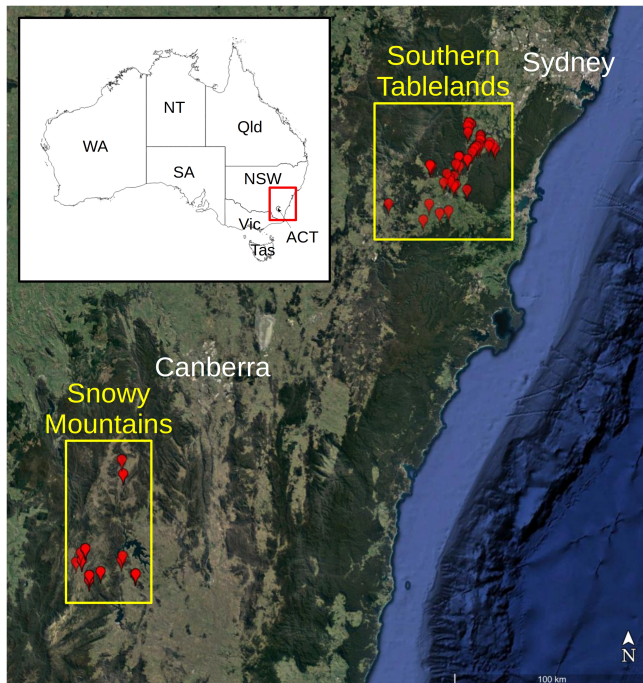 Southern
Tablelands
Sydney
WA
NT
Qld
SA
NSW
Vic
ACT
Tas
Canberra
Snowy
Mountains
N
100 km